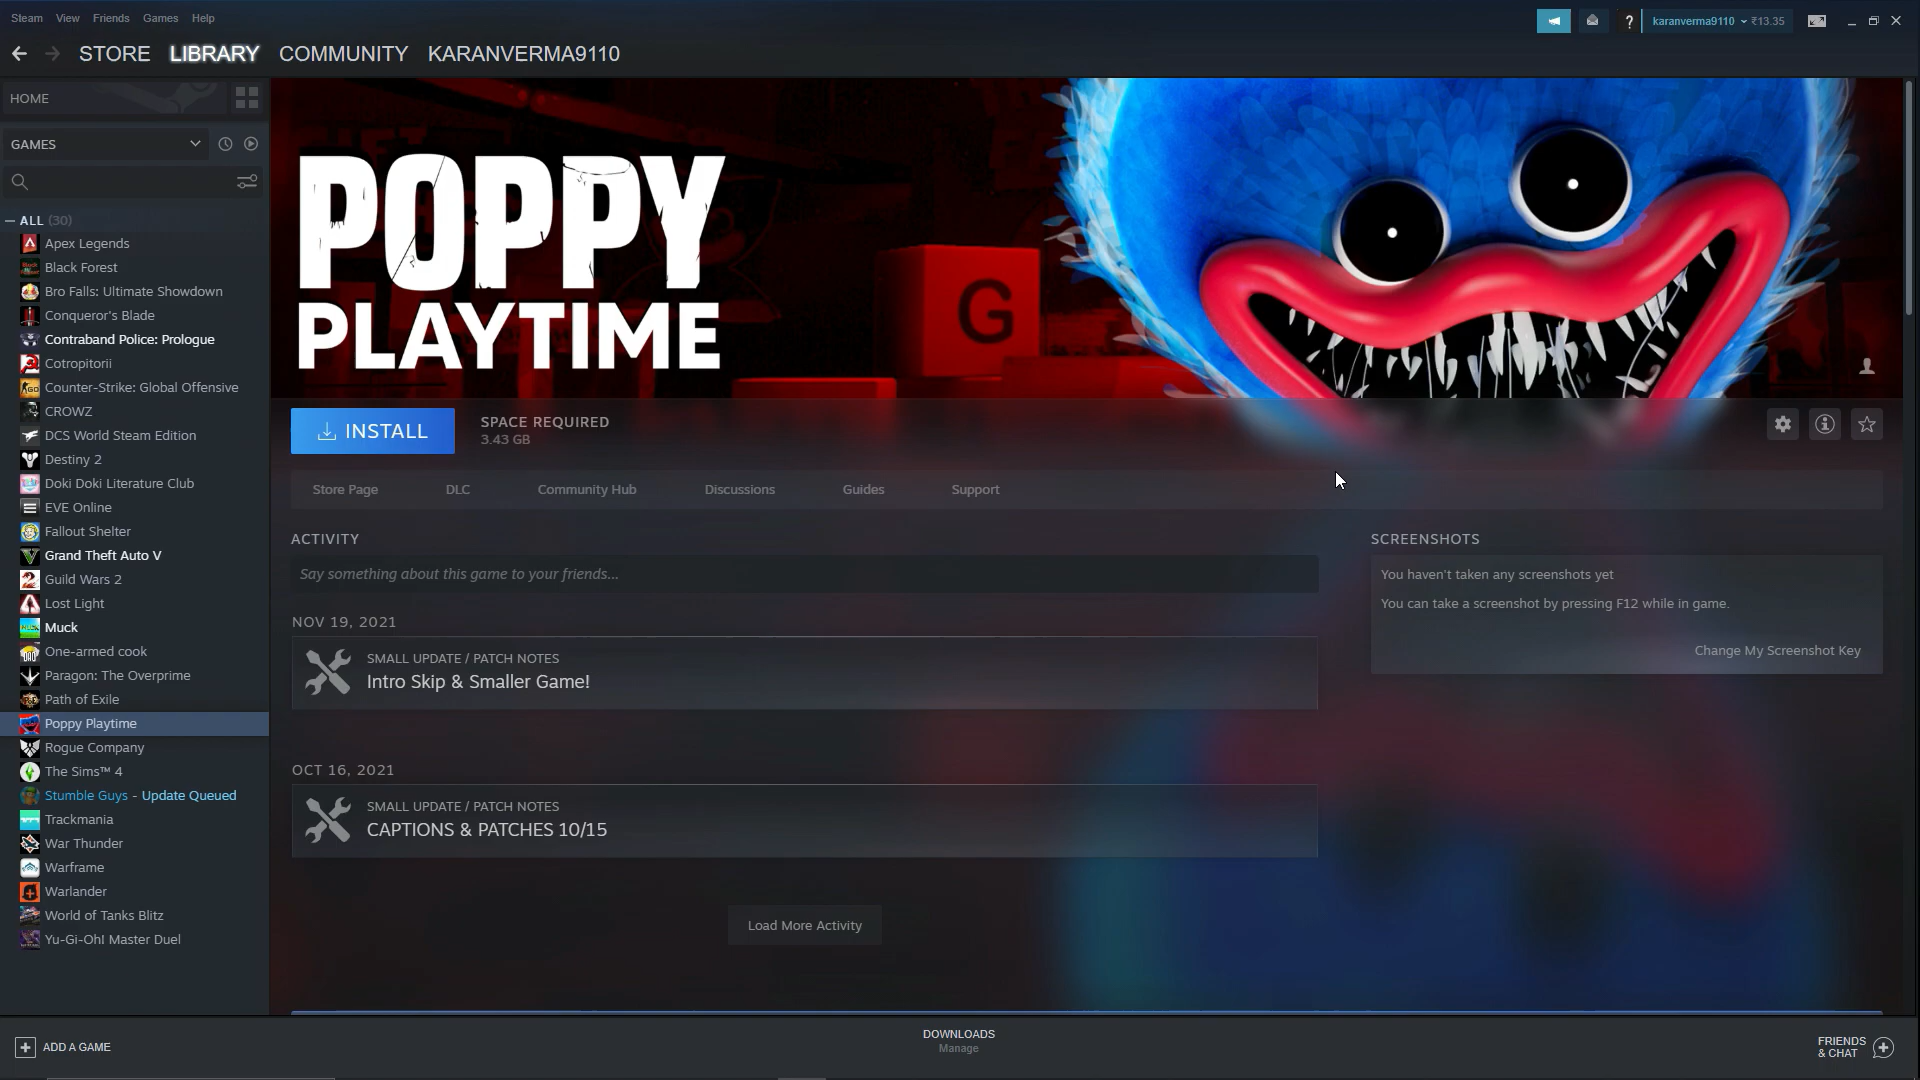 Steam View Friends Games Help
? karanverma9110 ₹13.35
STORE LIBRARY COMMUNITY KARANVERMA9110
HOME
GAMES
ALL (30)
Apex Legends
Black Forest
Bro Falls: Ultimate Showdown
Conqueror's Blade
Contraband Police: Prologue
Cotropitorii
Counter-Strike: Global Offensive
CROWZ
DCS World Steam Edition
Destiny 2
Doki Doki Literature Club
EVE Online
Fallout Shelter
Grand Theft Auto V
Guild Wars 2
Lost Light
Muck
One-armed cook
Paragon: The Overprime
Path of Exile
Poppy Playtime
Rogue Company
The Sims™ 4
Stumble Guys - Update Queued
Trackmania
War Thunder
Warframe
Warlander
World of Tanks Blitz
Yu-Gi-Oh! Master Duel
POPPY
PLAYTIME
G
INSTALL
SPACE REQUIRED
3.43 GB
Store Page DLC Community Hub Discussions Guides Support
ACTIVITY
Say something about this game to your friends...
NOV 19, 2021
SMALL UPDATE / PATCH NOTES
Intro Skip & Smaller Game!
OCT 16, 2021
SMALL UPDATE / PATCH NOTES
CAPTIONS & PATCHES 10/15
Load More Activity
SCREENSHOTS
You haven't taken any screenshots yet
You can take a screenshot by pressing F12 while in game.
Change My Screenshot Key
ADD A GAME
DOWNLOADS
Manage
FRIENDS
& CHAT